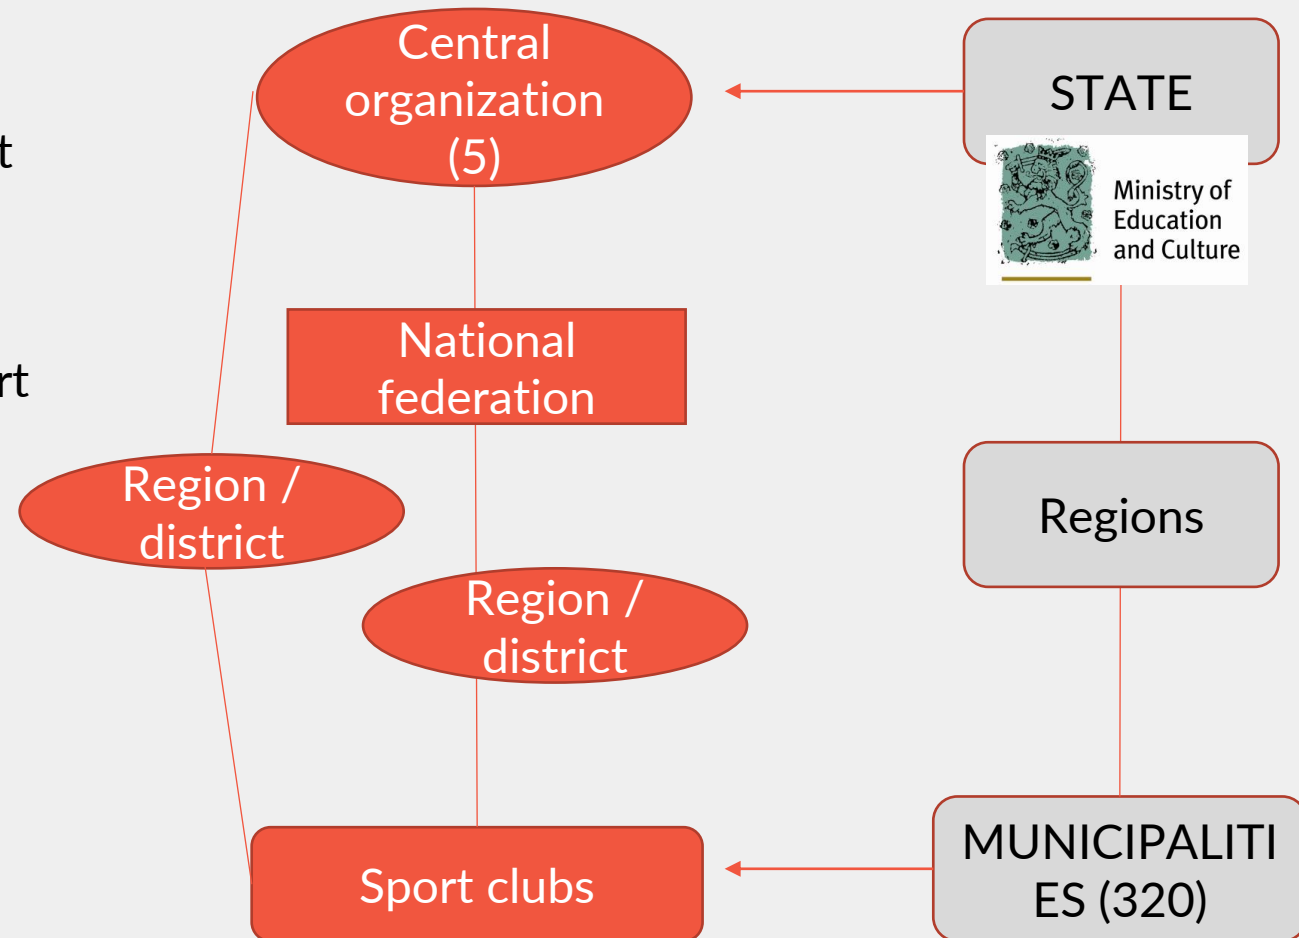 Central
organization
(5)
STATE
Ministry of
Education
and Culture
National
federation
Region /
district
Regions
Region /
district
Sport clubs
MUNICIPALITI
ES (320)